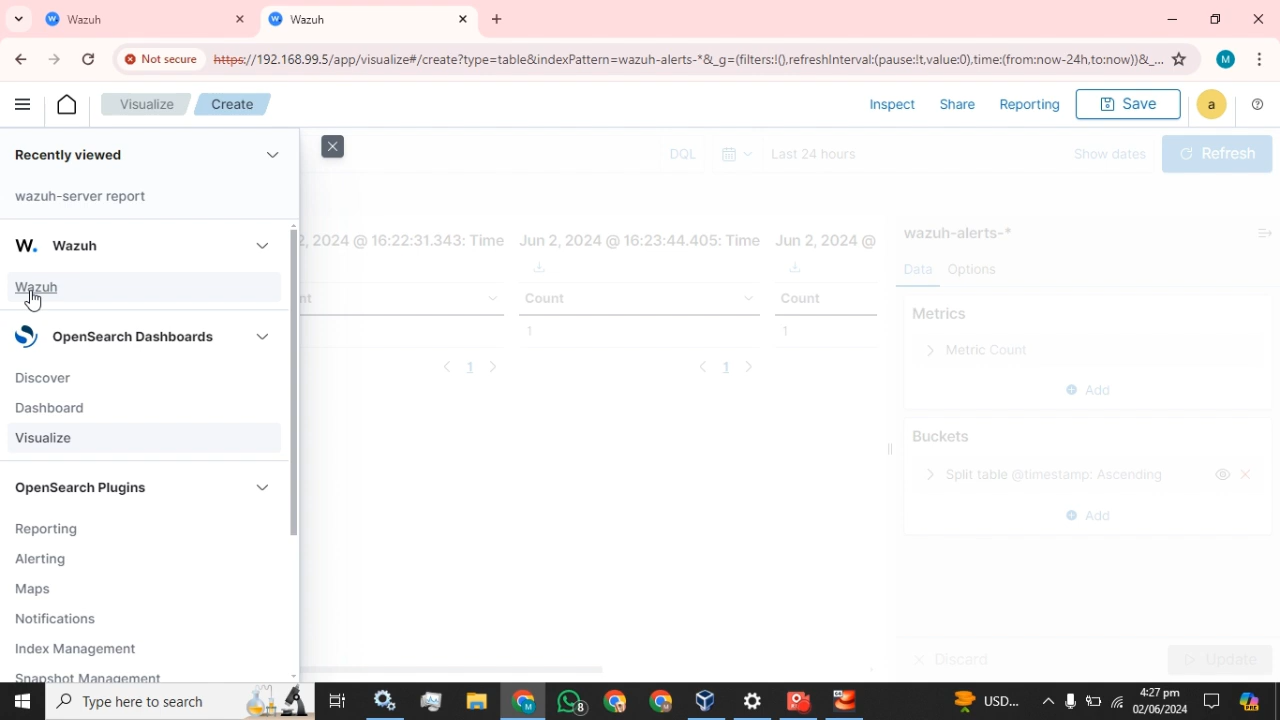 Wazuh
Wazuh
Not secure
https://192.168.99.5/app/visualize#/create?type=table&indexPattern=wazuh-alerts-*&_g=(filters:!(),refreshInterval:(pause:!t,value:0),time:(from:now-24h,to:now))&_...
M
Visualize
Create
Inspect
Share
Reporting
Save
a
Recently viewed
wazuh-server report
W. Wazuh
Wazuh
OpenSearch Dashboards
Discover
Dashboard
Visualize
OpenSearch Plugins
Reporting
Alerting
Maps
Notifications
Index Management
Snapshot Management
DQL
Last 24 hours
Show dates
Refresh
2, 2024 @ 16:22:31.343: Time
Jun 2, 2024 @ 16:23:44.405: Time
Jun 2, 2024 @
nt
Count
Count
1
1
1
1
wazuh-alerts-*
Data
Options
Metrics
Metric Count
Add
Buckets
Split table @timestamp: Ascending
Add
Discard
Update
Type here to search
8
USD...
4:27 pm
02/06/2024